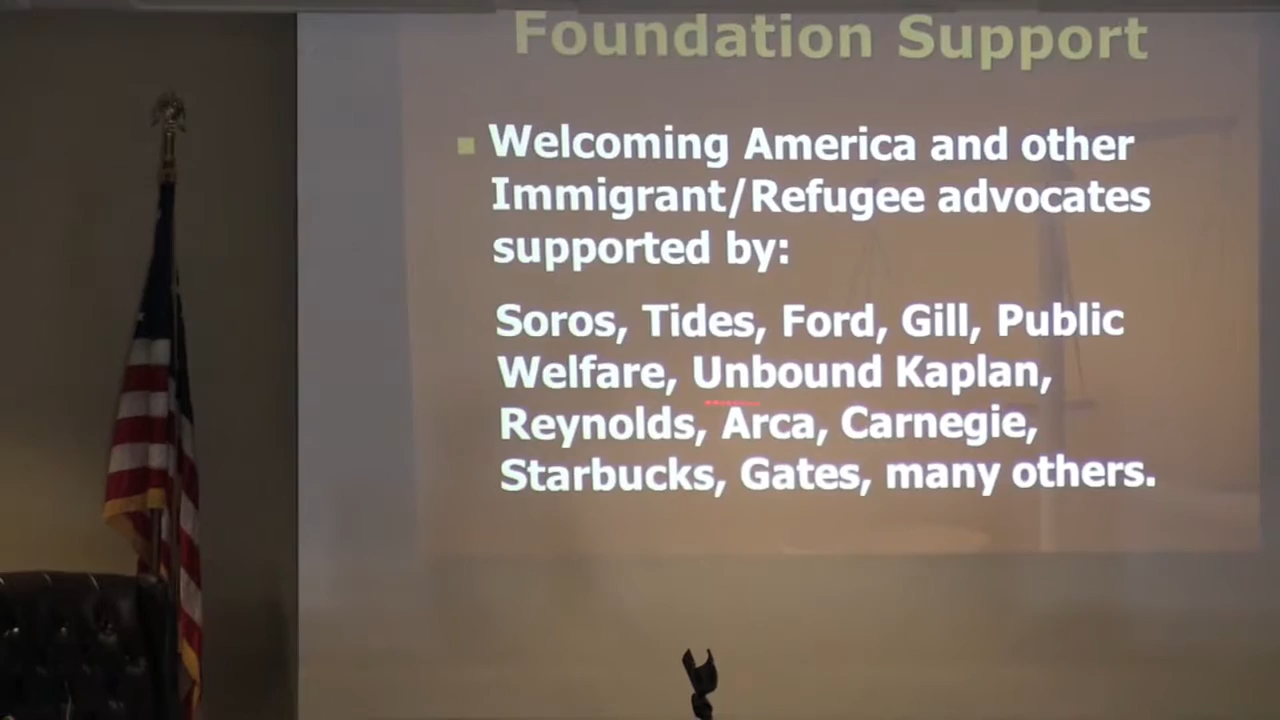 Foundation Support
Welcoming America and other
Immigrant/Refugee advocates
supported by:
Soros, Tides, Ford, Gill, Public
Welfare, Unbound Kaplan,
Reynolds, Arca, Carnegie,
Starbucks, Gates, many others.